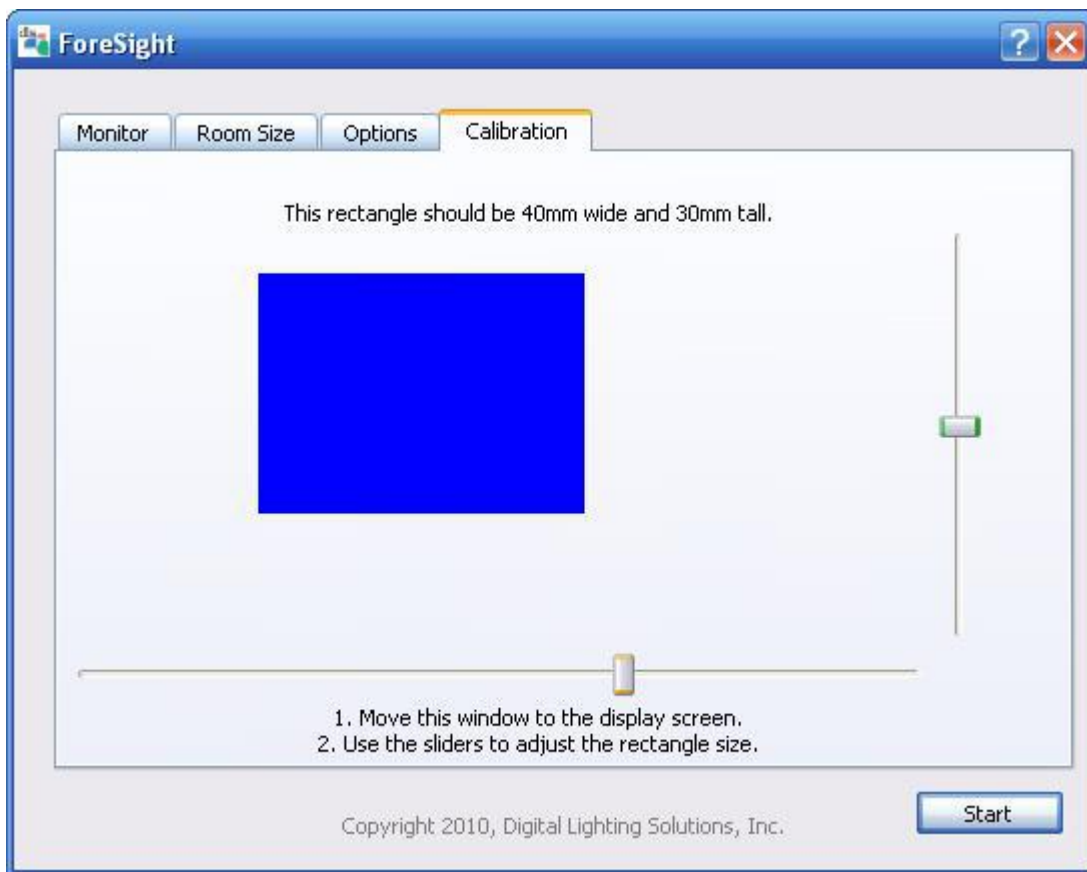 ForeSight
Monitor Room Size Options Calibration
This rectangle should be 40mm wide and 30mm tall.
1. Move this window to the display screen.
2. Use the sliders to adjust the rectangle size.
Start
Copyright 2010, Digital Lighting Solutions, Inc.